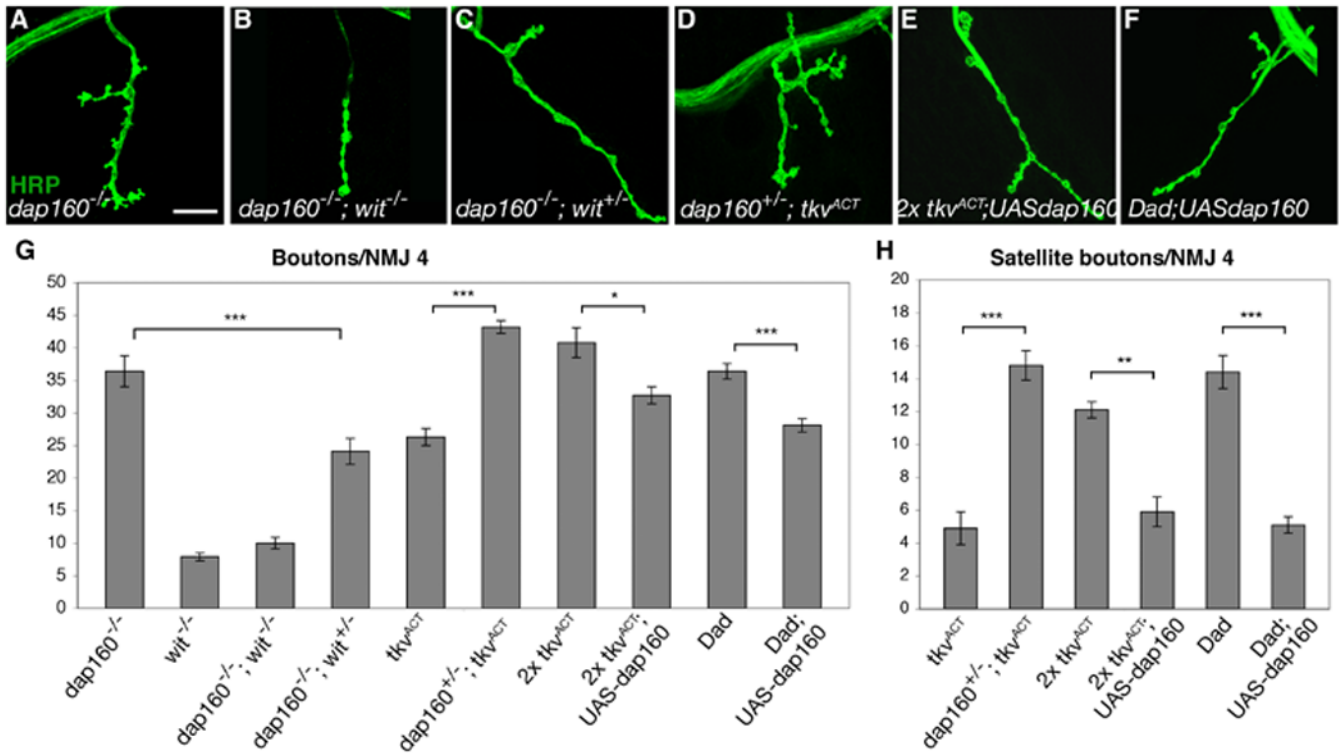 A B C D E F
HRP
dap160-/- dap160-/-; wit-/- dap160-/-; wit+/- dap160+/-; tkvACT 2x tkvACT;UASdap160 Dad;UASdap160
G
Boutons/NMJ 4
50
45
40
35
30
25
20
15
10
5
0
***
***
*
***
dap160-/-
wit-/-
dap160-/-; wit-/-
dap160-/-; wit+/-
tkvACT
dap160+/-; tkvACT
2x tkvACT
2x tkvACT;
UAS-dap160
Dad
Dad;
UAS-dap160
H
Satellite boutons/NMJ 4
20
18
16
14
12
10
8
6
4
2
0
***
**
***
tkvACT
dap160+/-; tkvACT
2x tkvACT
2x tkvACT;
UAS-dap160
Dad
Dad;
UAS-dap160